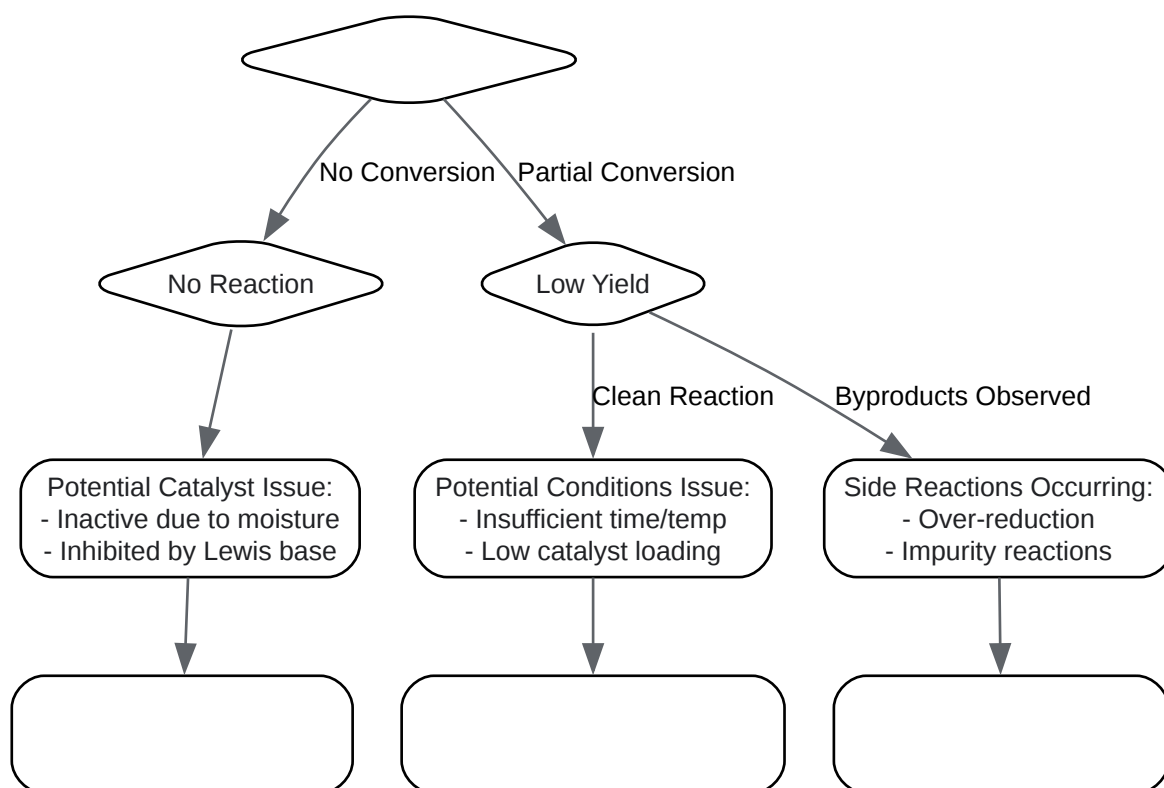 No Conversion
Partial Conversion
No Reaction
Low Yield
Clean Reaction
Byproducts Observed
Potential Catalyst Issue:
- Inactive due to moisture
- Inhibited by Lewis base
Potential Conditions Issue:
- Insufficient time/temp
- Low catalyst loading
Side Reactions Occurring:
- Over-reduction
- Impurity reactions